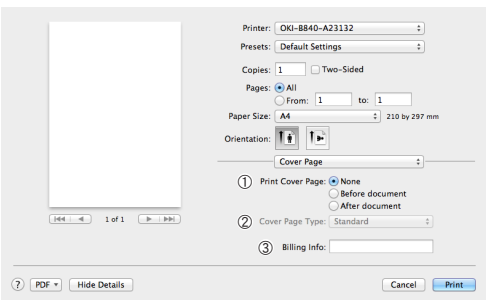 Printer: OKI-B840-A23132
Presets: Default Settings
Copies: 1 Two-Sided
Pages: All
From: 1 to: 1
Paper Size: A4 210 by 297 mm
Orientation:
Cover Page
① Print Cover Page: None
Before document
After document
1 of 1
② Cover Page Type: Standard
③ Billing Info:
? PDF Hide Details Cancel Print